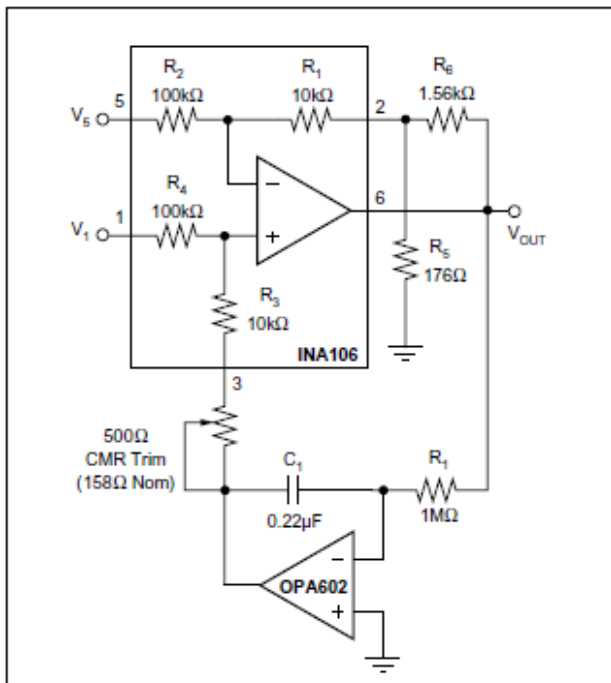 R2
100kΩ
R1
10kΩ
R6
1.56kΩ
V5
5
2
R4
100kΩ
V1
1
–
+
6
VOUT
R5
176Ω
R3
10kΩ
INA106
3
500Ω
CMR Trim
(158Ω Nom)
C1
0.22µF
R1
1MΩ
–
OPA602
+